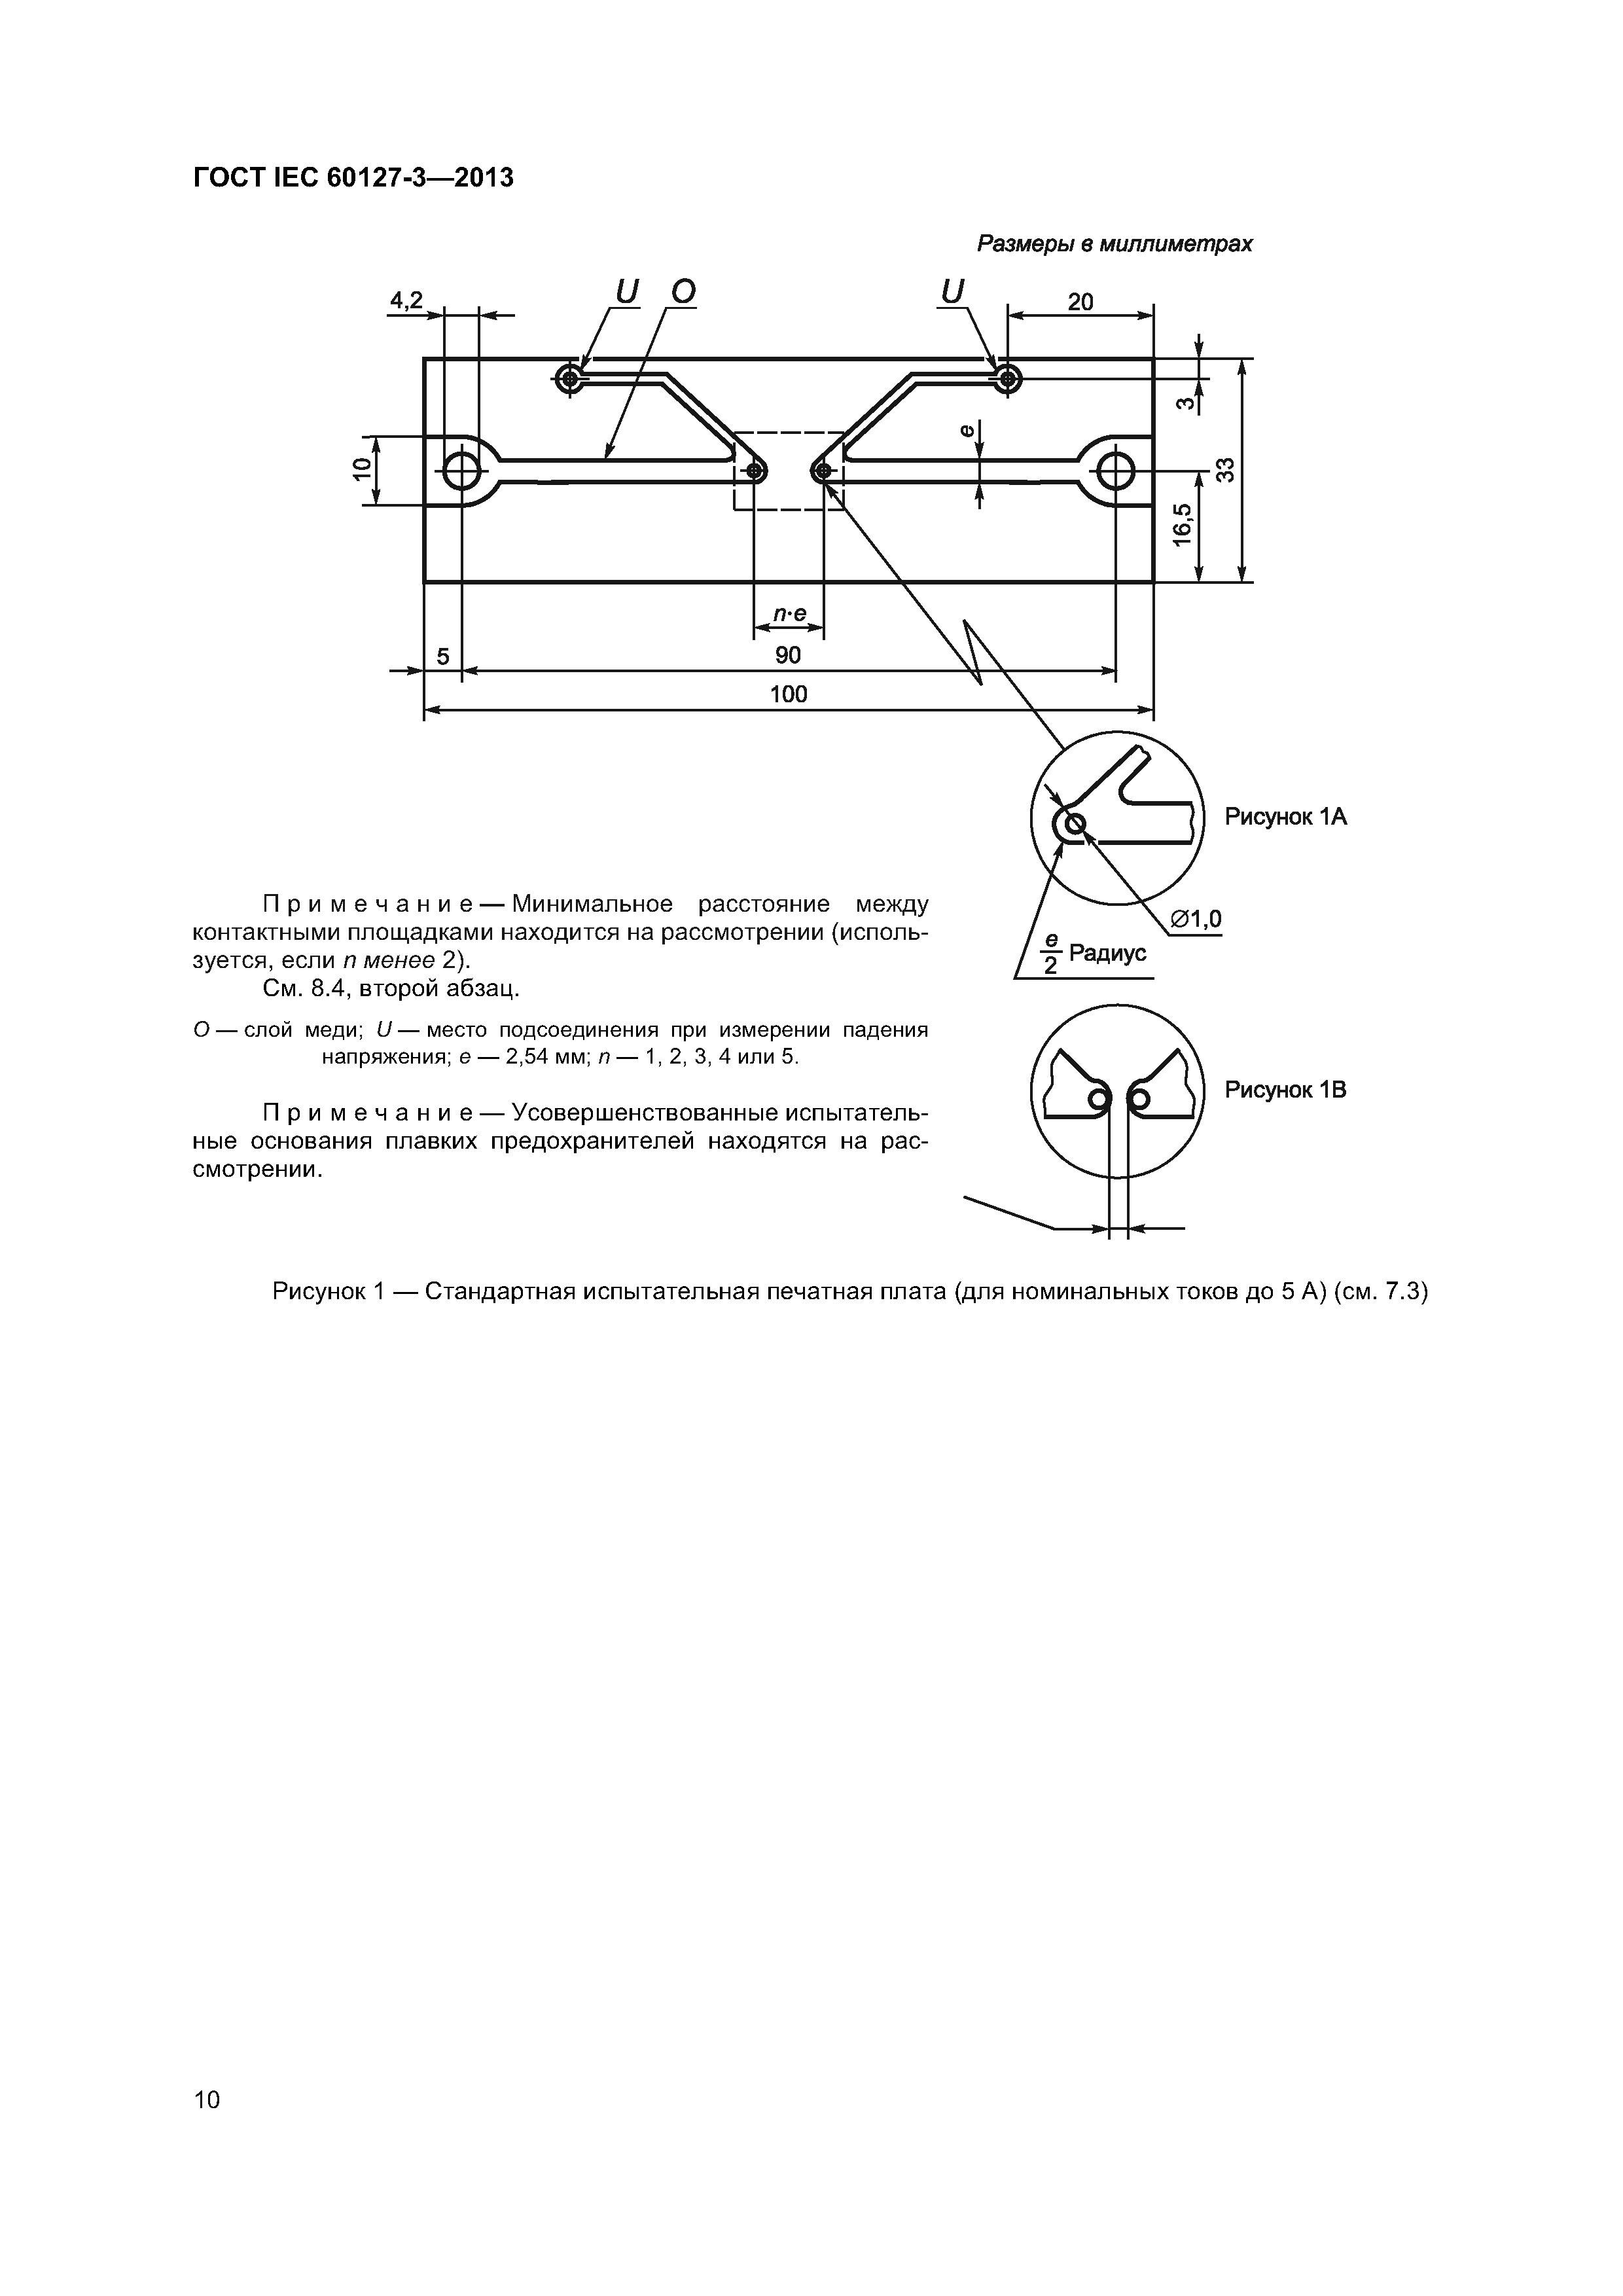 ГОСТ IEC 60127-3—2013
Размеры в миллиметрах
4,2
U
O
U
20
3
e
10
33
16,5
n·e
5
90
100
Рисунок 1А
П р и м е ч а н и е — Минимальное расстояние между
контактными площадками находится на рассмотрении (исполь-
зуется, если n менее 2).
См. 8.4, второй абзац.
∅1,0
e/2 Радиус
O — слой меди; U — место подсоединения при измерении падения
напряжения; e — 2,54 мм; n — 1, 2, 3, 4 или 5.
Рисунок 1В
П р и м е ч а н и е — Усовершенствованные испытатель-
ные основания плавких предохранителей находятся на рас-
смотрении.
Рисунок 1 — Стандартная испытательная печатная плата (для номинальных токов до 5 А) (см. 7.3)
10